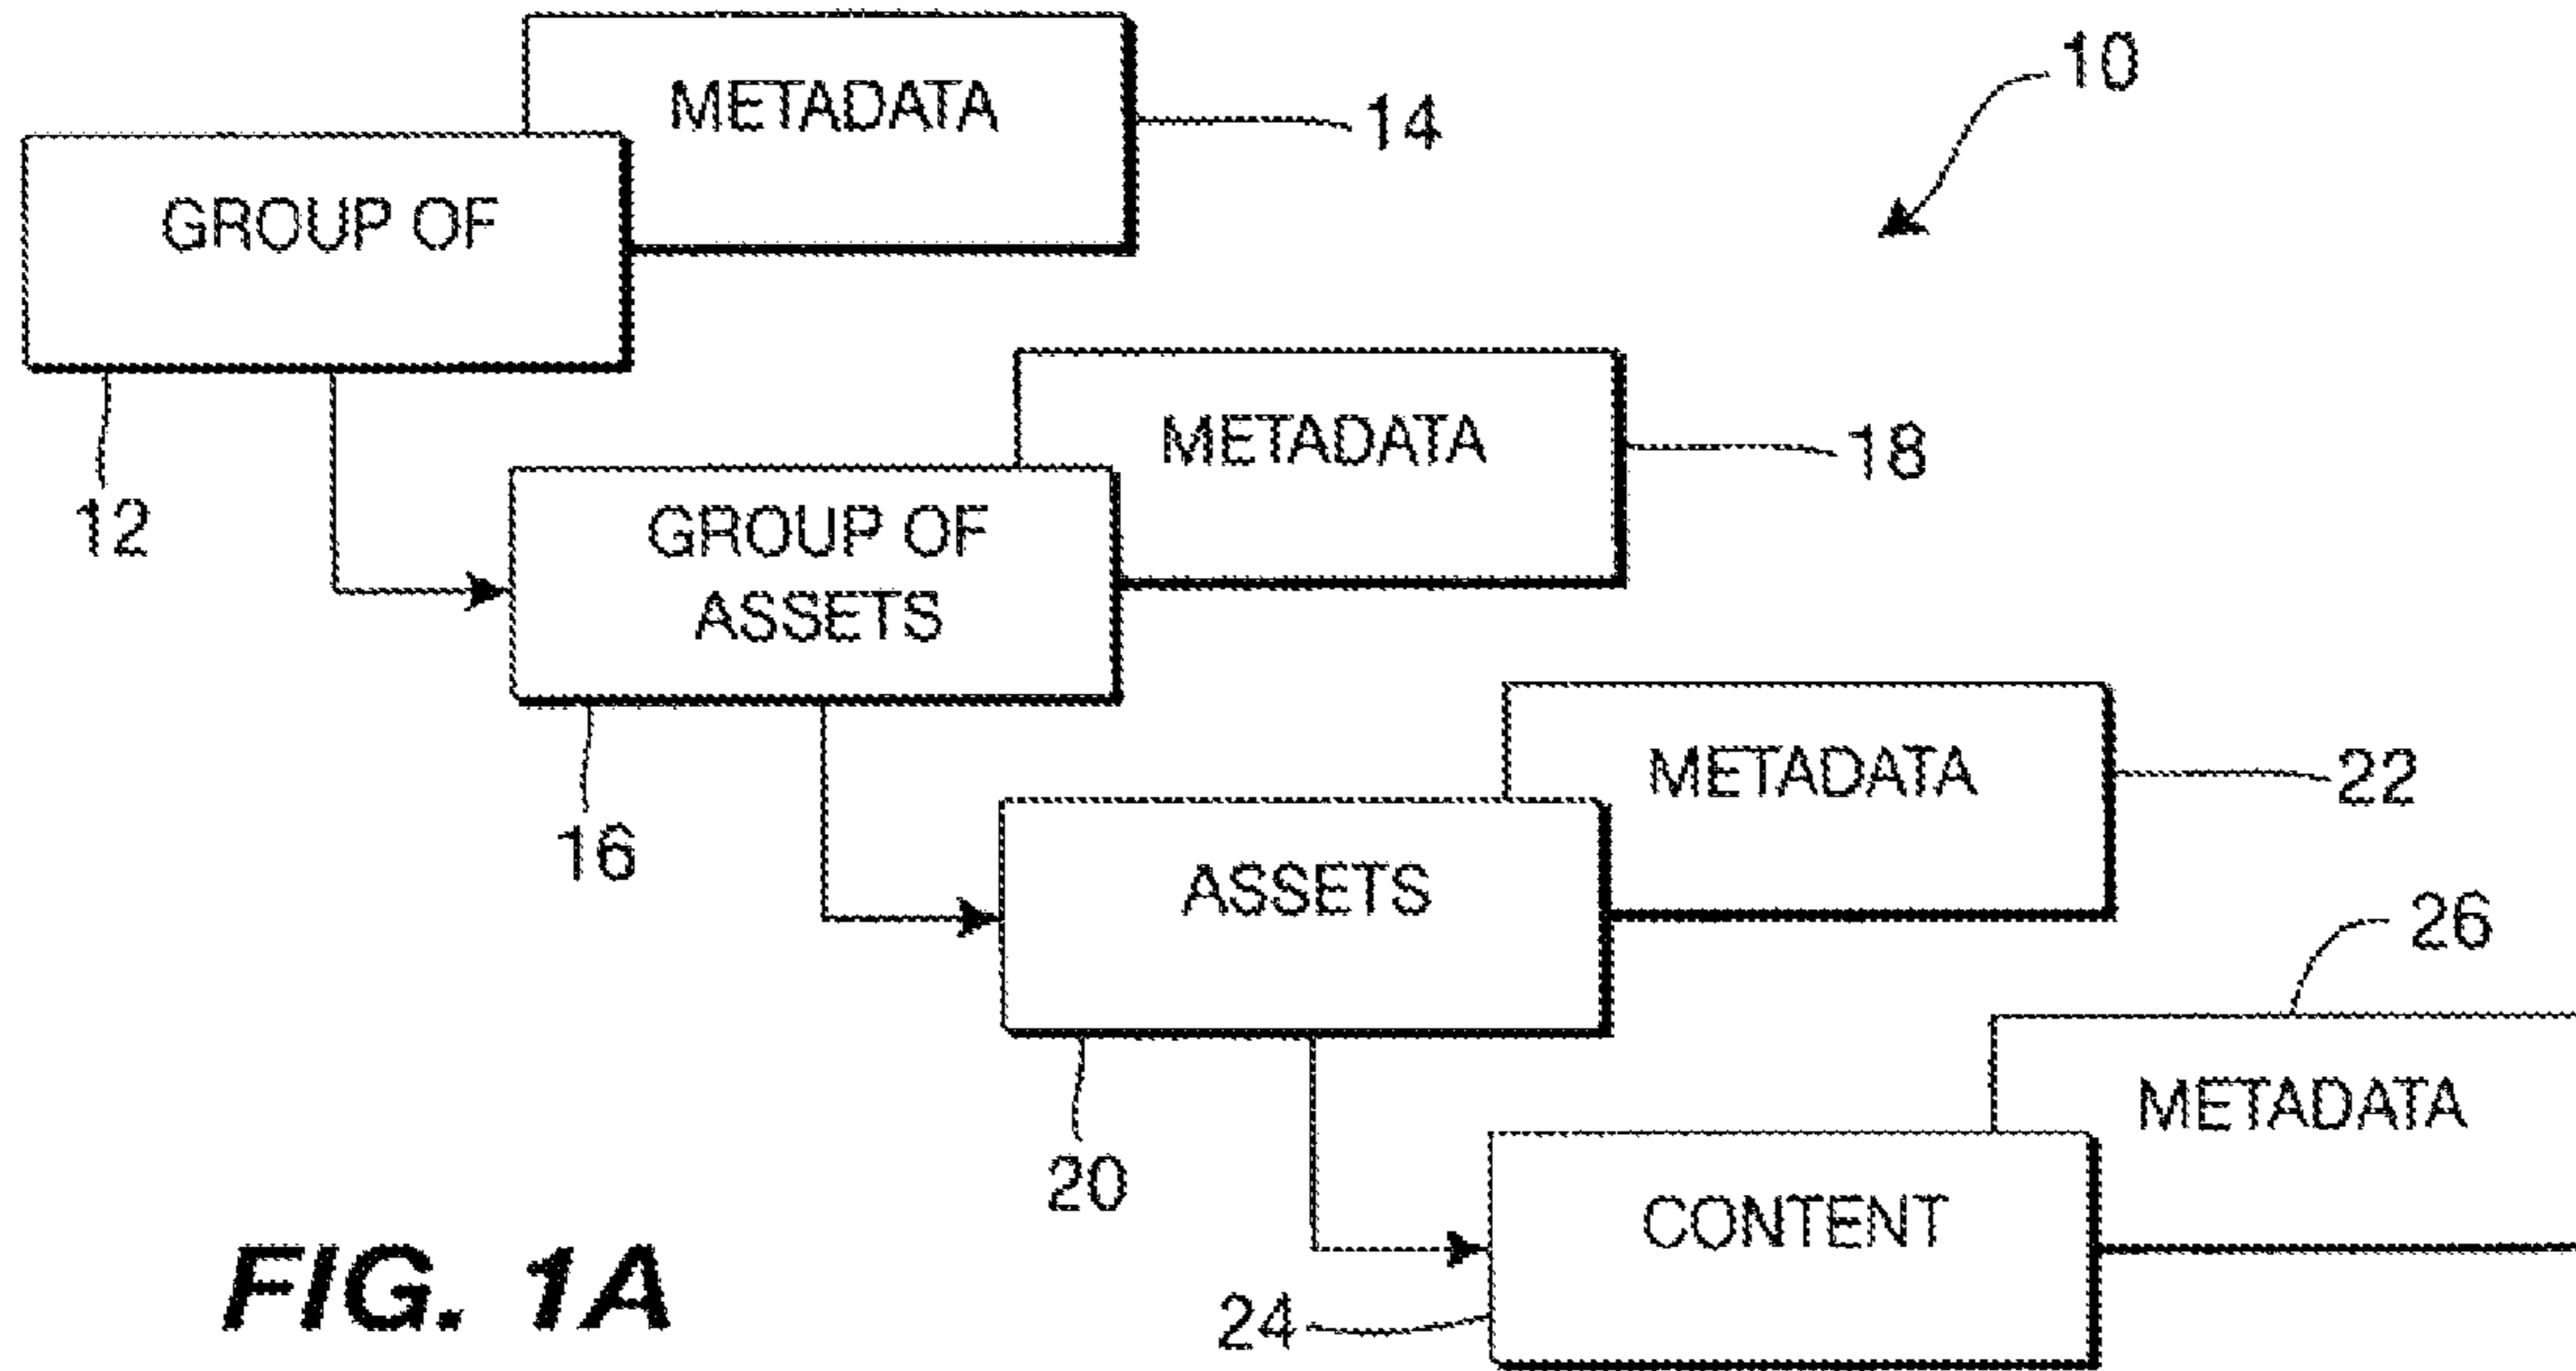 METADATA
10
14
GROUP OF
METADATA
18
12
GROUP OF
ASSETS
METADATA
22
16
ASSETS
26
METADATA
20
CONTENT
24
FIG. 1A